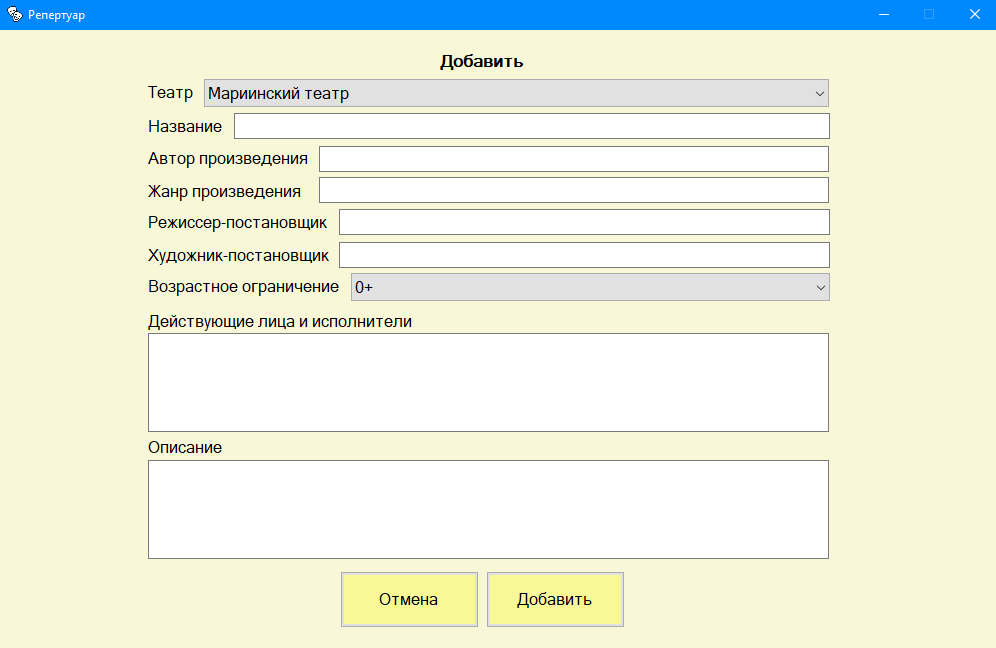 Репертуар
Добавить
Театр Мариинский театр
Название
Автор произведения
Жанр произведения
Режиссер-постановщик
Художник-постановщик
Возрастное ограничение 0+
Действующие лица и исполнители
Описание
Отмена Добавить